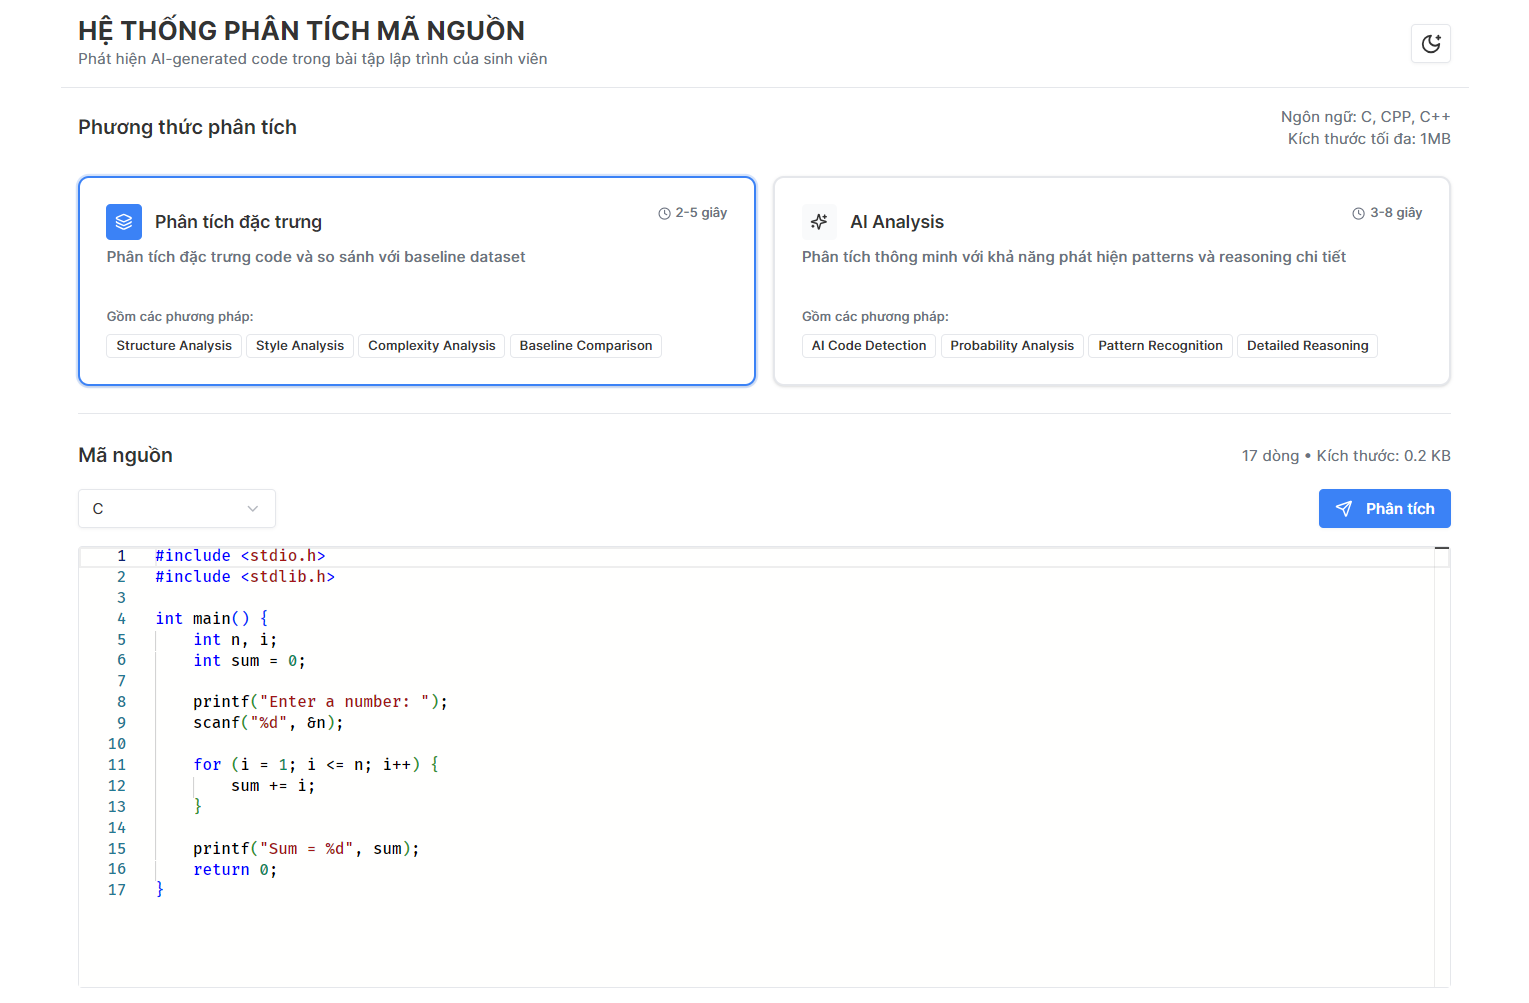 HỆ THỐNG PHÂN TÍCH MÃ NGUỒN
Phát hiện AI-generated code trong bài tập lập trình của sinh viên
Phương thức phân tích
Ngôn ngữ: C, CPP, C++
Kích thước tối đa: 1MB
Phân tích đặc trưng
2-5 giây
Phân tích đặc trưng code và so sánh với baseline dataset
Gồm các phương pháp:
Structure Analysis Style Analysis Complexity Analysis Baseline Comparison
AI Analysis
3-8 giây
Phân tích thông minh với khả năng phát hiện patterns và reasoning chi tiết
Gồm các phương pháp:
AI Code Detection Probability Analysis Pattern Recognition Detailed Reasoning
Mã nguồn
17 dòng • Kích thước: 0.2 KB
C
Phân tích
1 #include <stdio.h>
2 #include <stdlib.h>
3
4 int main() {
5     int n, i;
6     int sum = 0;
7
8     printf("Enter a number: ");
9     scanf("%d", &n);
10
11     for (i = 1; i <= n; i++) {
12         sum += i;
13     }
14
15     printf("Sum = %d", sum);
16     return 0;
17 }